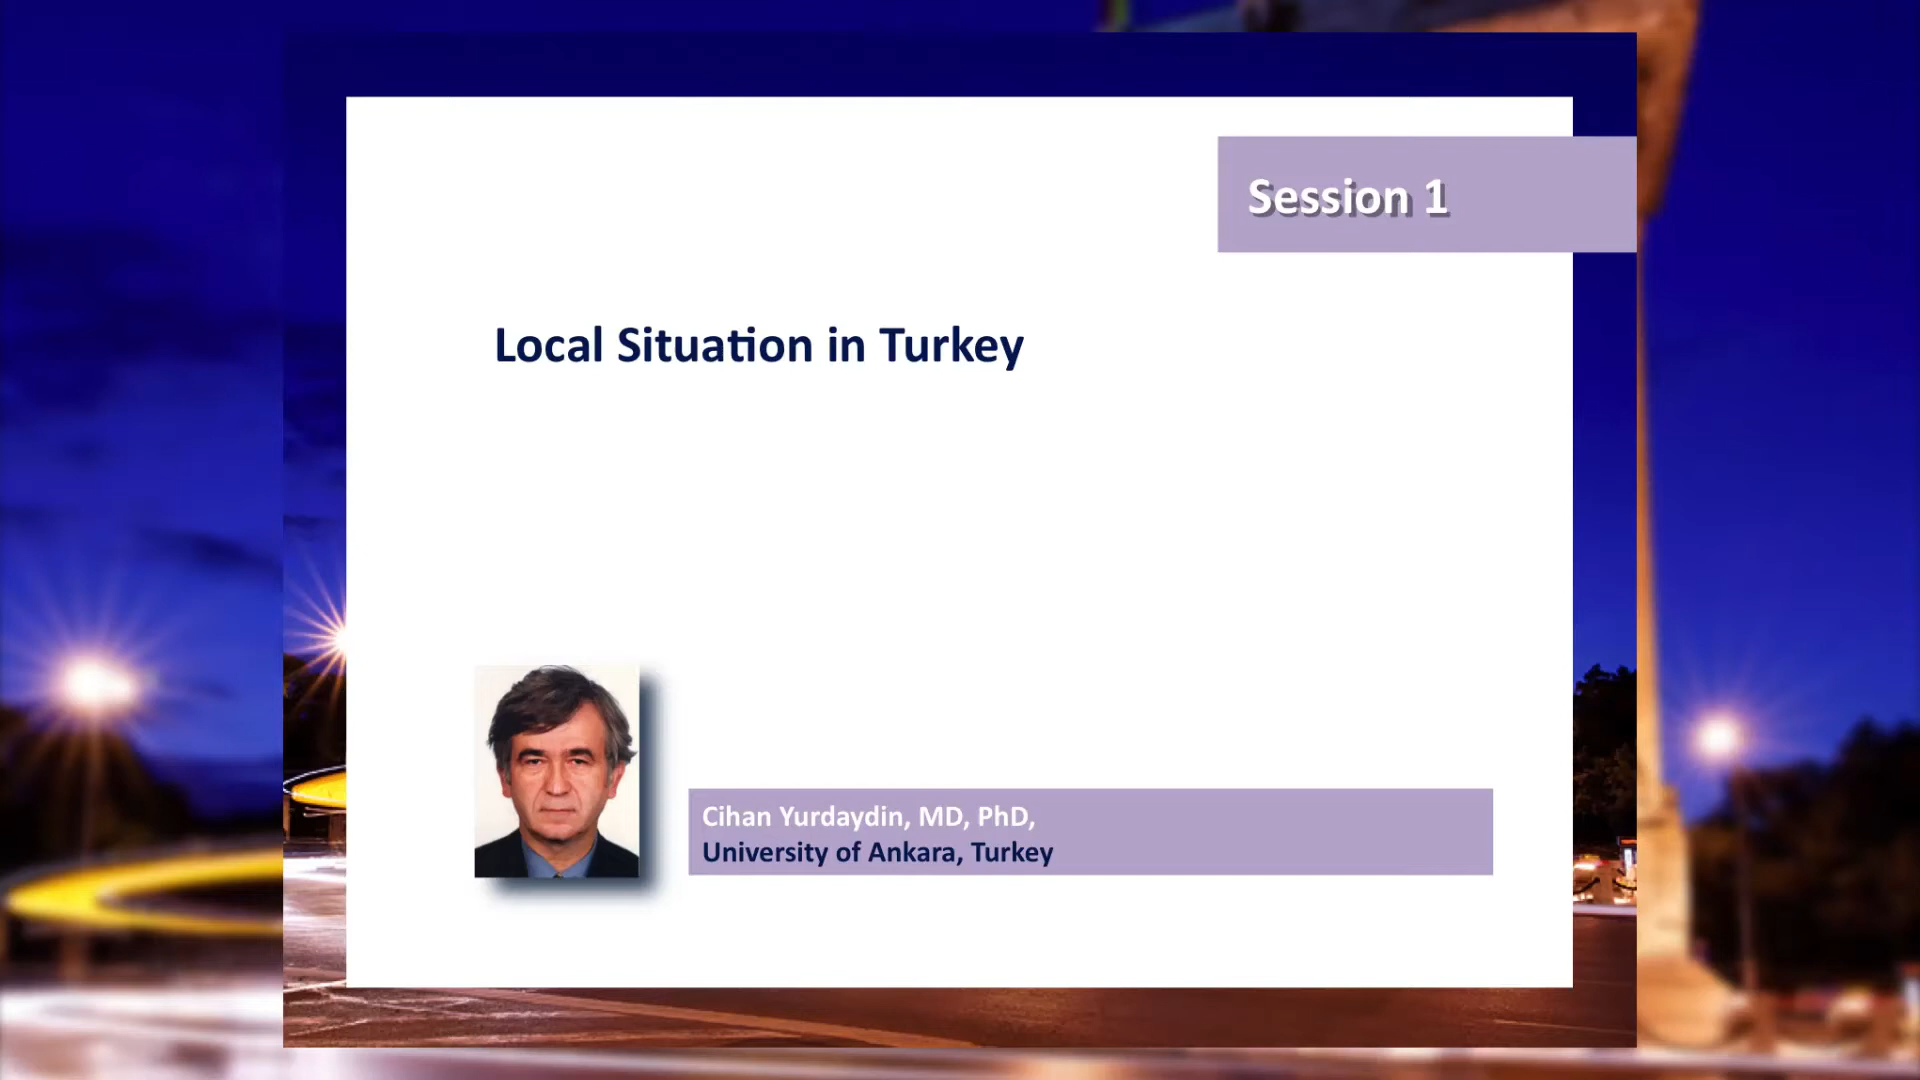 Session 1
Local Situation in Turkey
Cihan Yurdaydin, MD, PhD,
University of Ankara, Turkey